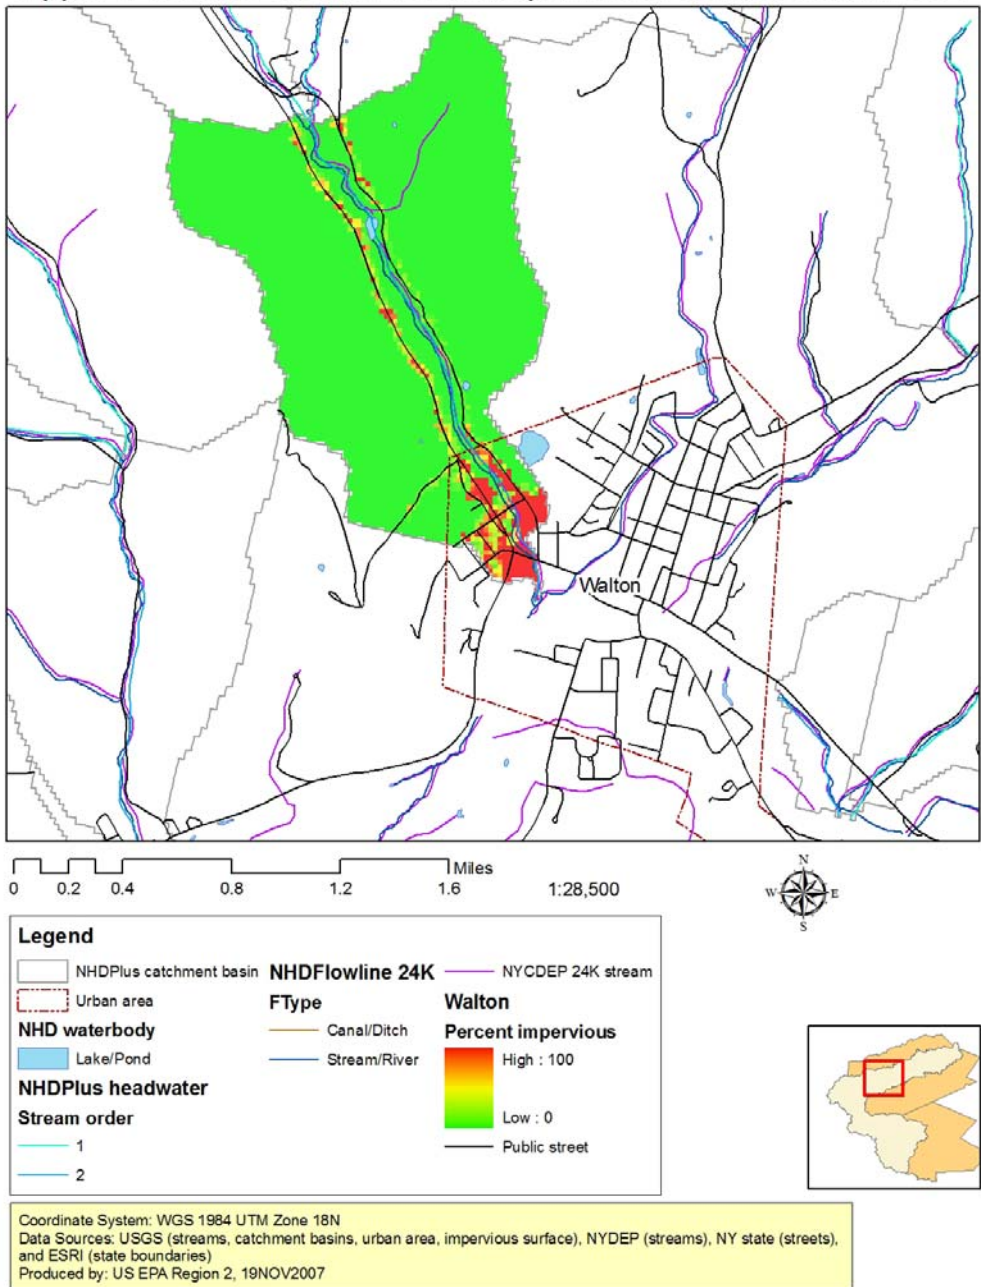 Walton
Miles
0 0.2 0.4 0.8 1.2 1.6
1:28,500
N
W E
S
Legend
NHDPlus catchment basin
Urban area
NHD waterbody
Lake/Pond
NHDPlus headwater
Stream order
1
2
NHDFlowline 24K
FType
Canal/Ditch
Stream/River
NYCDEP 24K stream
Walton
Percent impervious
High : 100
Low : 0
Public street
Coordinate System: WGS 1984 UTM Zone 18N
Data Sources: USGS (streams, catchment basins, urban area, impervious surface), NYDEP (streams), NY state (streets),
and ESRI (state boundaries)
Produced by: US EPA Region 2, 19NOV2007